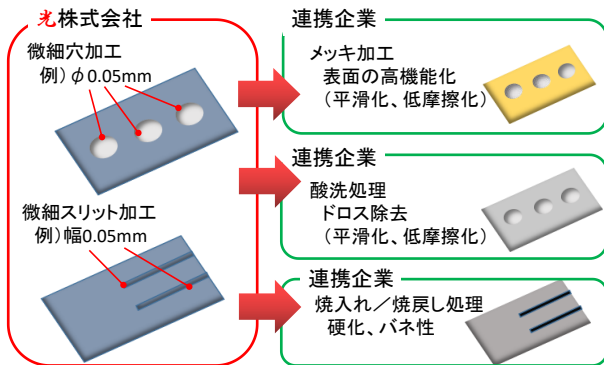 光株式会社
微細穴加工
例）φ0.05mm
微細スリット加工
例）幅0.05mm
連携企業
メッキ加工
表面の高機能化
（平滑化、低摩擦化）
連携企業
酸洗処理
ドロス除去
（平滑化、低摩擦化）
連携企業
焼入れ／焼戻し処理
硬化、バネ性